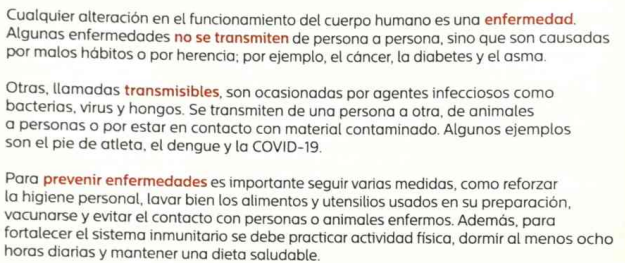 Cualquier alteración en el funcionamiento del cuerpo humano es una enfermedad.
Algunas enfermedades no se transmiten de persona a persona, sino que son causadas
por malos hábitos o por herencia; por ejemplo, el cáncer, la diabetes y el asma.
Otras, llamadas transmisibles, son ocasionadas por agentes infecciosos como
bacterias, virus y hongos. Se transmiten de una persona a otra, de animales
a personas o por estar en contacto con material contaminado. Algunos ejemplos
son el pie de atleta, el dengue y la COVID-19.
Para prevenir enfermedades es importante seguir varias medidas, como reforzar
la higiene personal, lavar bien los alimentos y utensilios usados en su preparación,
vacunarse y evitar el contacto con personas o animales enfermos. Además, para
fortalecer el sistema inmunitario se debe practicar actividad física, dormir al menos ocho
horas diarias y mantener una dieta saludable.